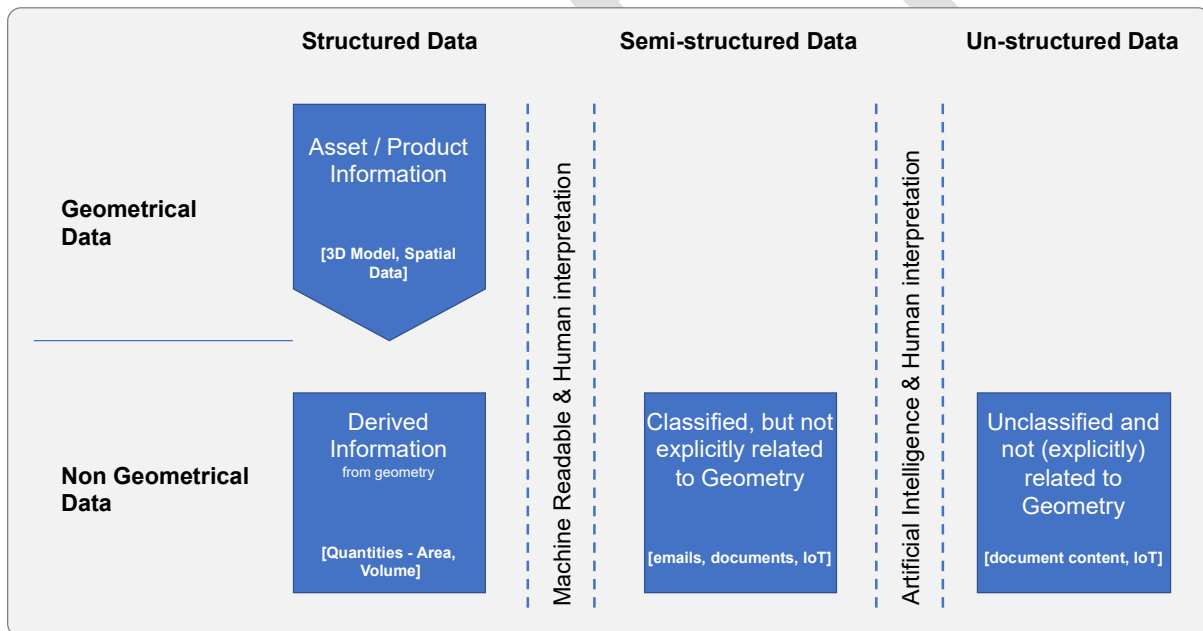 Structured Data
Semi-structured Data
Un-structured Data
Geometrical
Data
Asset / Product
Information
[3D Model, Spatial
Data]
Machine Readable & Human interpretation
Artificial Intelligence & Human interpretation
Non Geometrical
Data
Derived
Information
from geometry
[Quantities - Area,
Volume]
Classified, but not
explicitly related
to Geometry
[emails, documents, IoT]
Unclassified and
not (explicitly)
related to
Geometry
[document content, IoT]